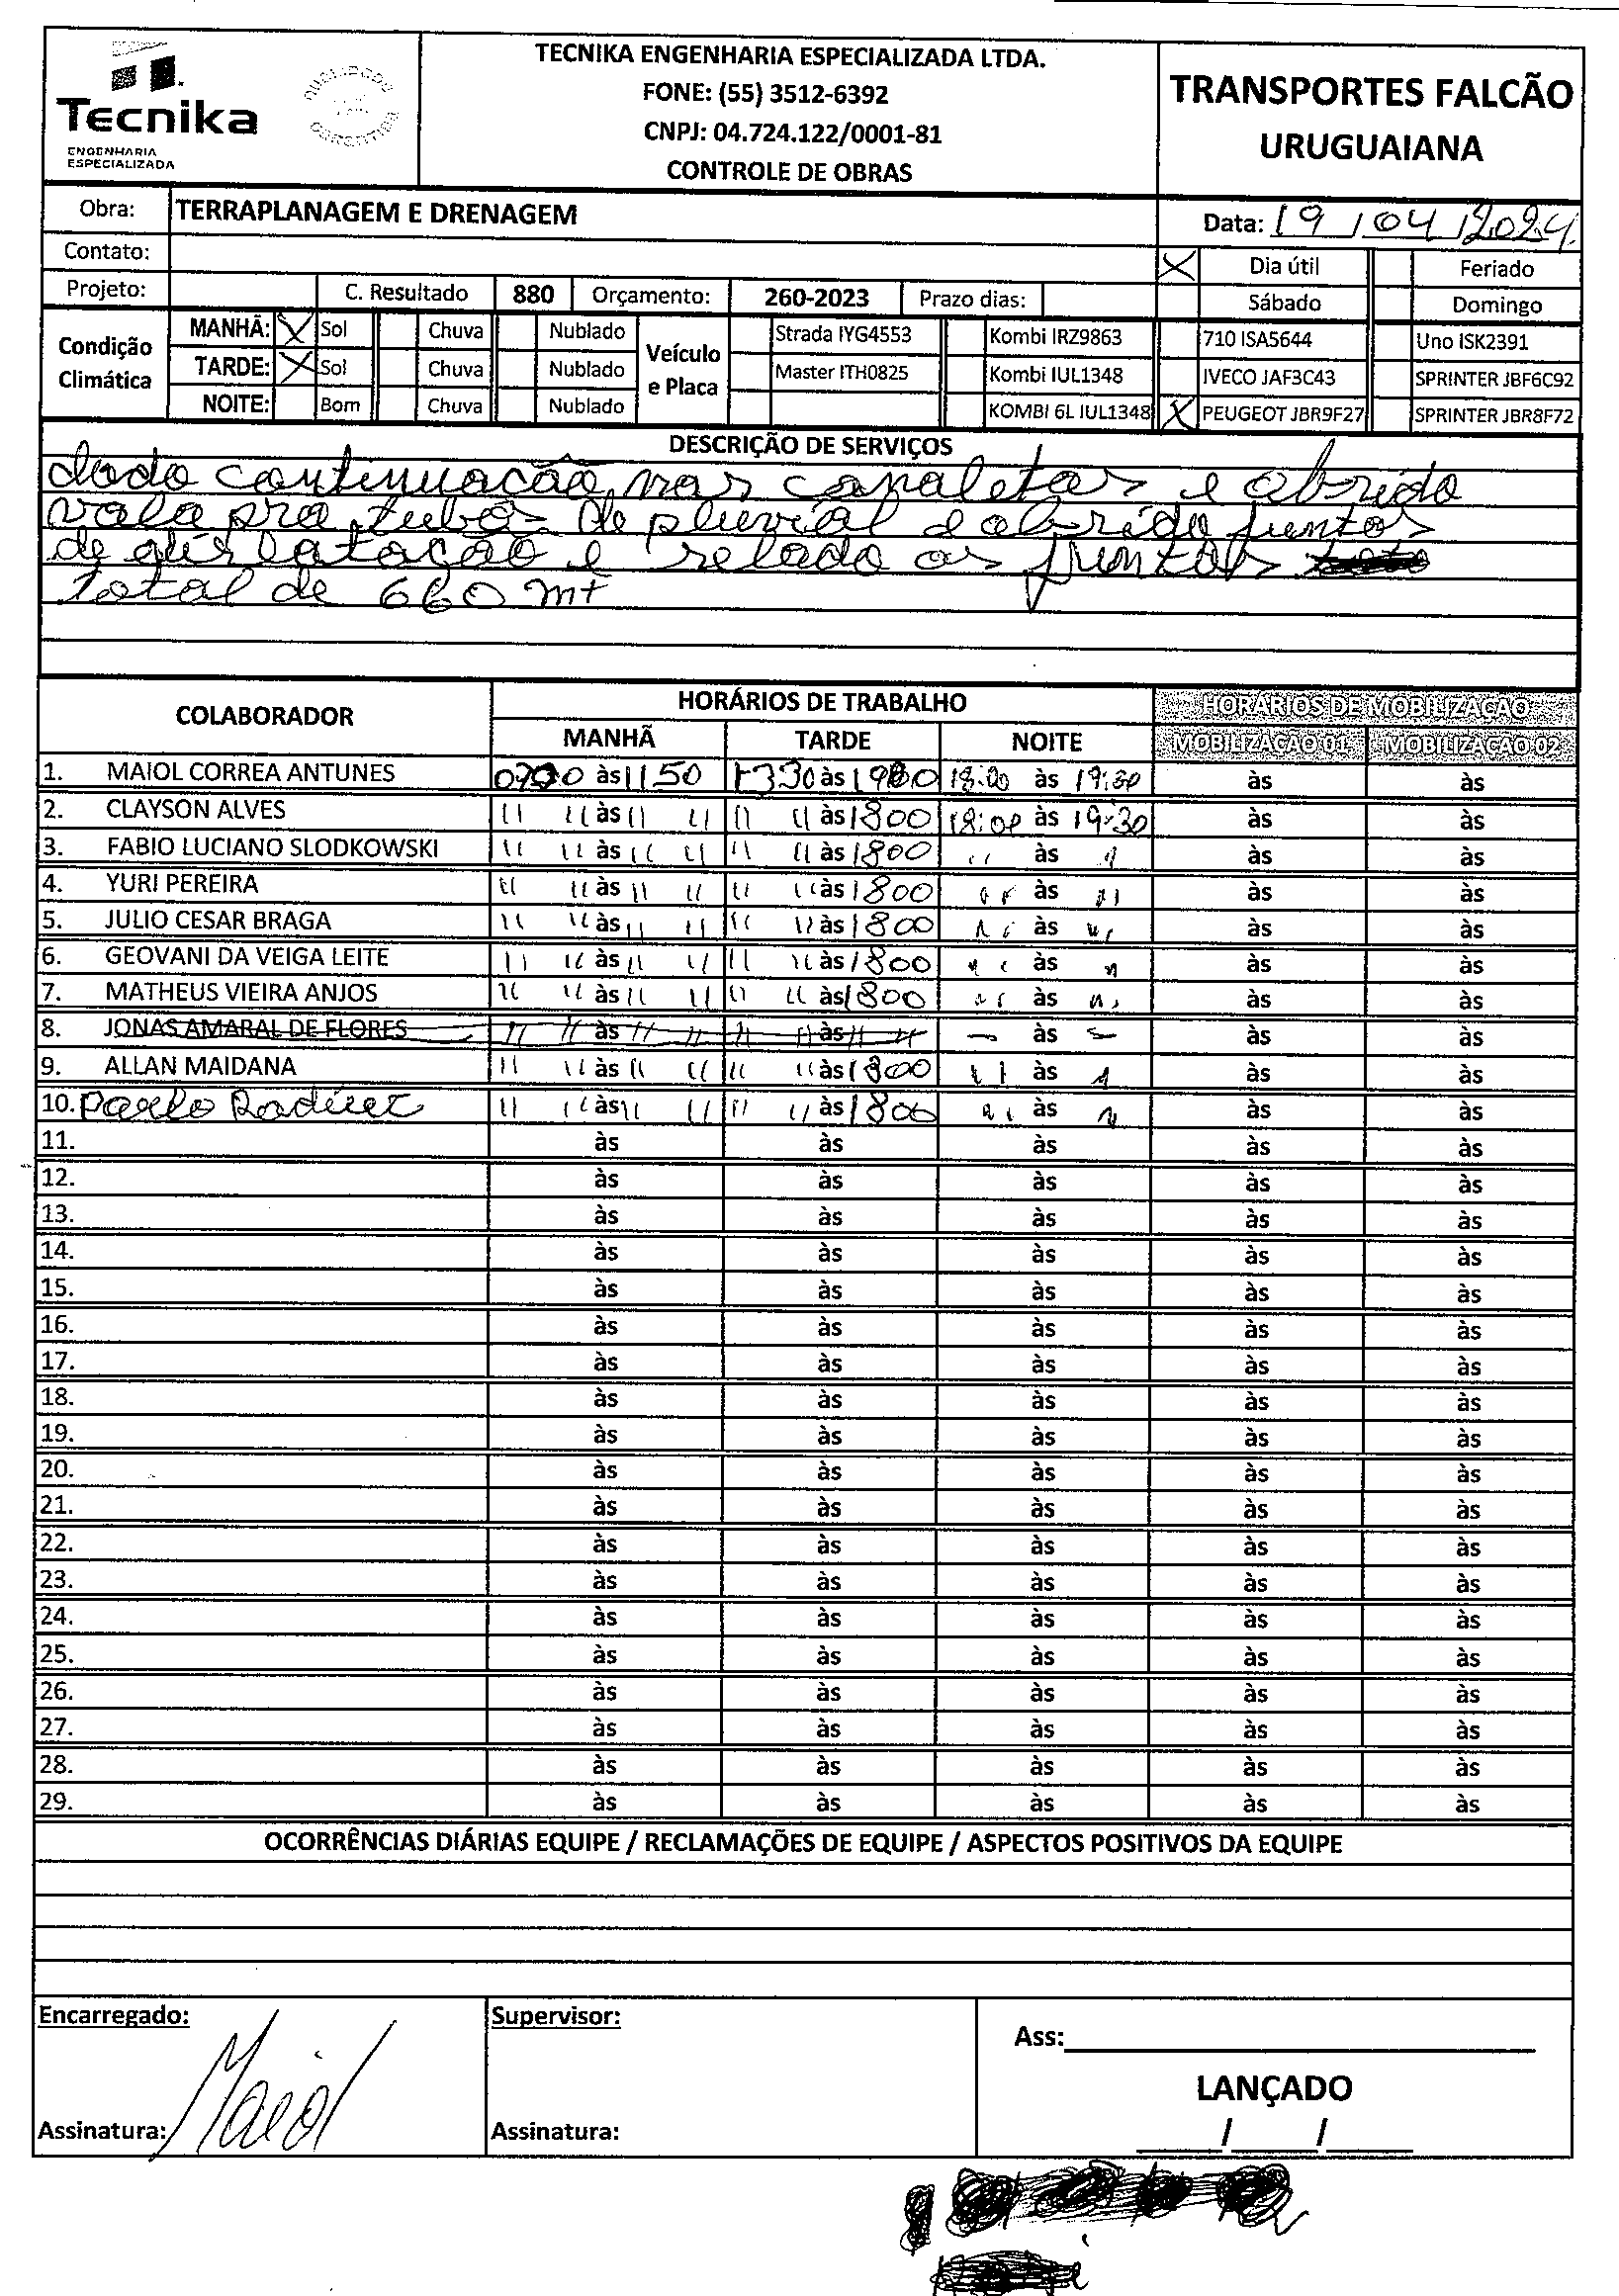 Tecnika
ENGENHARIA
ESPECIALIZADA
TECNIKA ENGENHARIA ESPECIALIZADA LTDA.
FONE: (55) 3512-6392
CNPJ: 04.724.122/0001-81
CONTROLE DE OBRAS
TRANSPORTES FALCÃO
URUGUAIANA
Obra: TERRAPLANAGEM E DRENAGEM
Data: 19/04/2024
Contato:
Dia útil Feriado
Projeto: C. Resultado 880 Orçamento: 260-2023 Prazo dias:
Sábado Domingo
Condição Climática
MANHÃ: X Sol Chuva Nublado
TARDE: X Sol Chuva Nublado
NOITE: Bom Chuva Nublado
Veículo e Placa
Strada IYG4553 Kombi IRZ9863 710 ISA5644 Uno ISK2391
Master ITH0825 Kombi IUL1348 IVECO JAF3C43 SPRINTER JBF6C92
KOMBI 6L IUL1348 X PEUGEOT JBR9F27 SPRINTER JBR8F72
DESCRIÇÃO DE SERVIÇOS
dado continuação nas canaletas e abrido
vala pra tubos de pluvial e abrido juntos
de e selado as juntas
total de 660 mt
COLABORADOR HORÁRIOS DE TRABALHO HORÁRIOS DE MOBILIZAÇÃO
MANHÃ TARDE NOITE MOBILIZAÇÃO 01 MOBILIZAÇÃO 02
1. MAIOL CORREA ANTUNES às 1150 1330 às 18:00 às 19:30 às às
2. CLAYSON ALVES " " às " " " " às 1800 18:00 às 19:30 às às
3. FABIO LUCIANO SLODKOWSKI " " às " " " " às 1800 " às " às às
4. YURI PEREIRA " " às " " " " às 1800 " às " às às
5. JULIO CESAR BRAGA " " às " " " " às 1800 " às " às às
6. GEOVANI DA VEIGA LEITE " " às " " " " às 1800 " às " às às
7. MATHEUS VIEIRA ANJOS " " às " " " " às 1800 " às " às às
8. JONAS AMARAL DE FLORES " " às " " " " às " " – às – às às
9. ALLAN MAIDANA " " às " " " " às 1800 " às " às às
10. " " às " " " " às 1800 " às " às às
11. às às às às às
12. às às às às às
13. às às às às às
14. às às às às às
15. às às às às às
16. às às às às às
17. às às às às às
18. às às às às às
19. às às às às às
20. às às às às às
21. às às às às às
22. às às às às às
23. às às às às às
24. às às às às às
25. às às às às às
26. às às às às às
27. às às às às às
28. às às às às às
29. às às às às às
OCORRÊNCIAS DIÁRIAS EQUIPE / RECLAMAÇÕES DE EQUIPE / ASPECTOS POSITIVOS DA EQUIPE
Encarregado: Supervisor:
Ass:
LANÇADO
Assinatura: Maiol Assinatura: / /